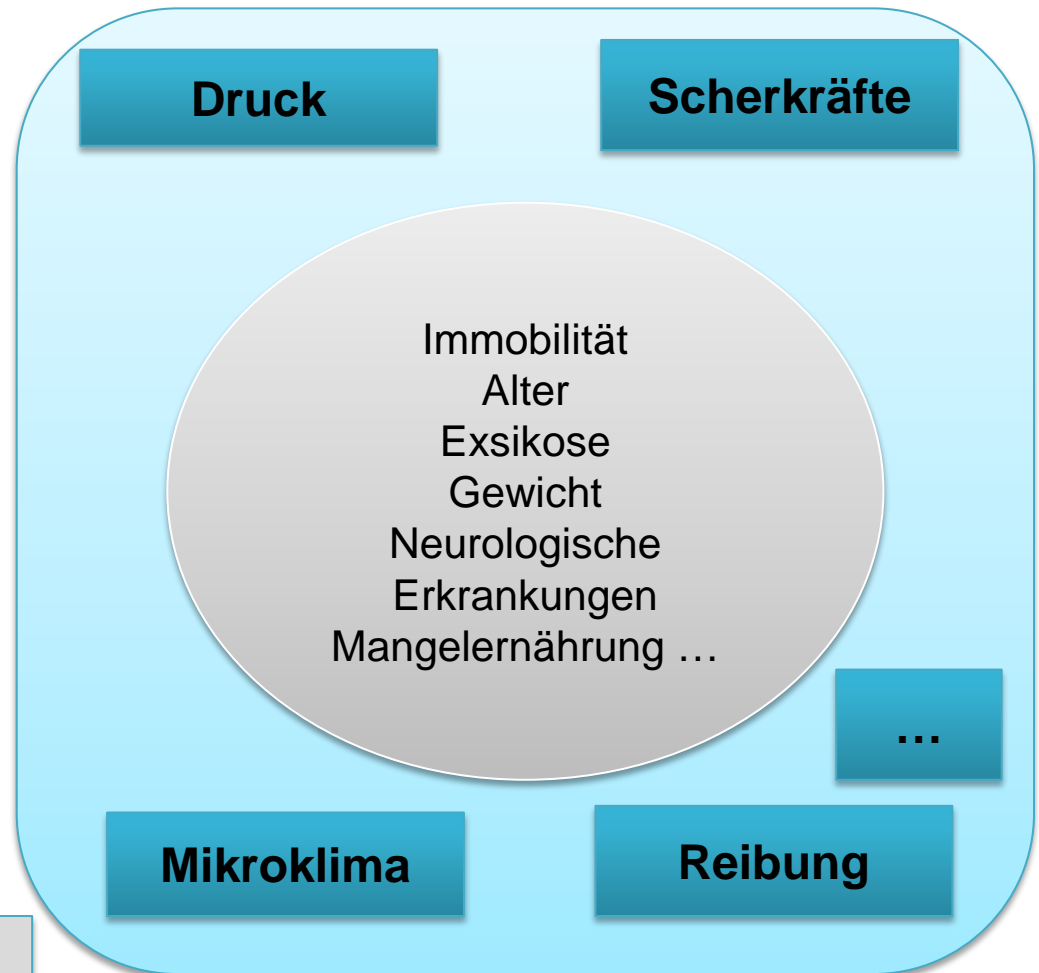 Druck
Scherkräfte
Immobilität
Alter
Exsikose
Gewicht
Neurologische
Erkrankungen
Mangelernährung …
…
Mikroklima
Reibung